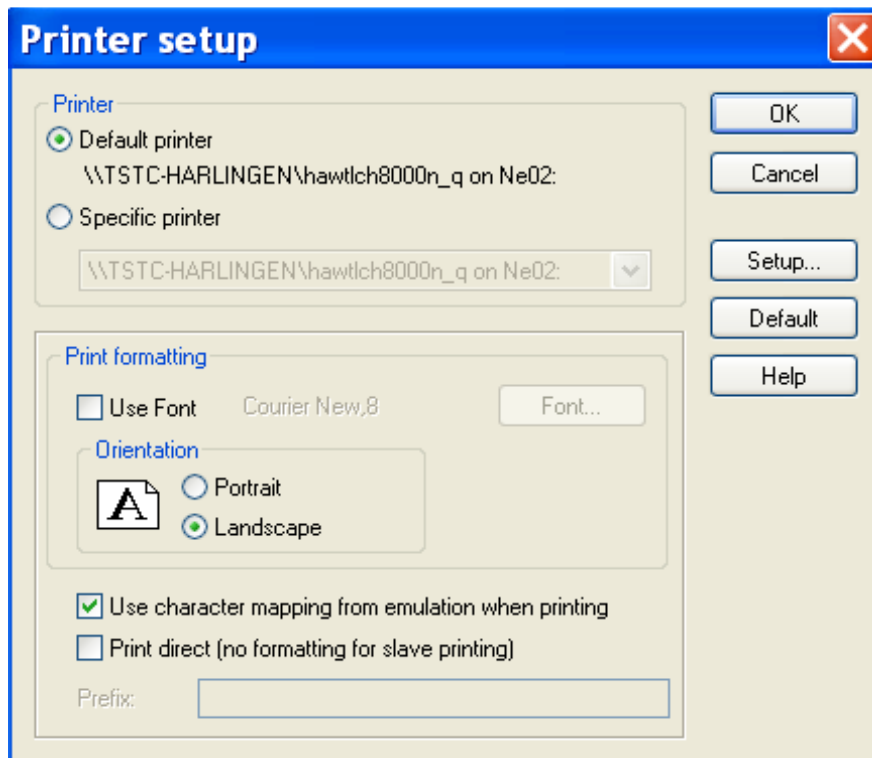 Printer setup
Printer
Default printer
\\TSTC-HARLINGEN\hawtlch8000n_q on Ne02:
Specific printer
\\TSTC-HARLINGEN\hawtlch8000n_q on Ne02:
OK
Cancel
Setup...
Default
Help
Print formatting
Use Font Courier New,8 Font...
Orientation
A
Portrait
Landscape
Use character mapping from emulation when printing
Print direct (no formatting for slave printing)
Prefix: